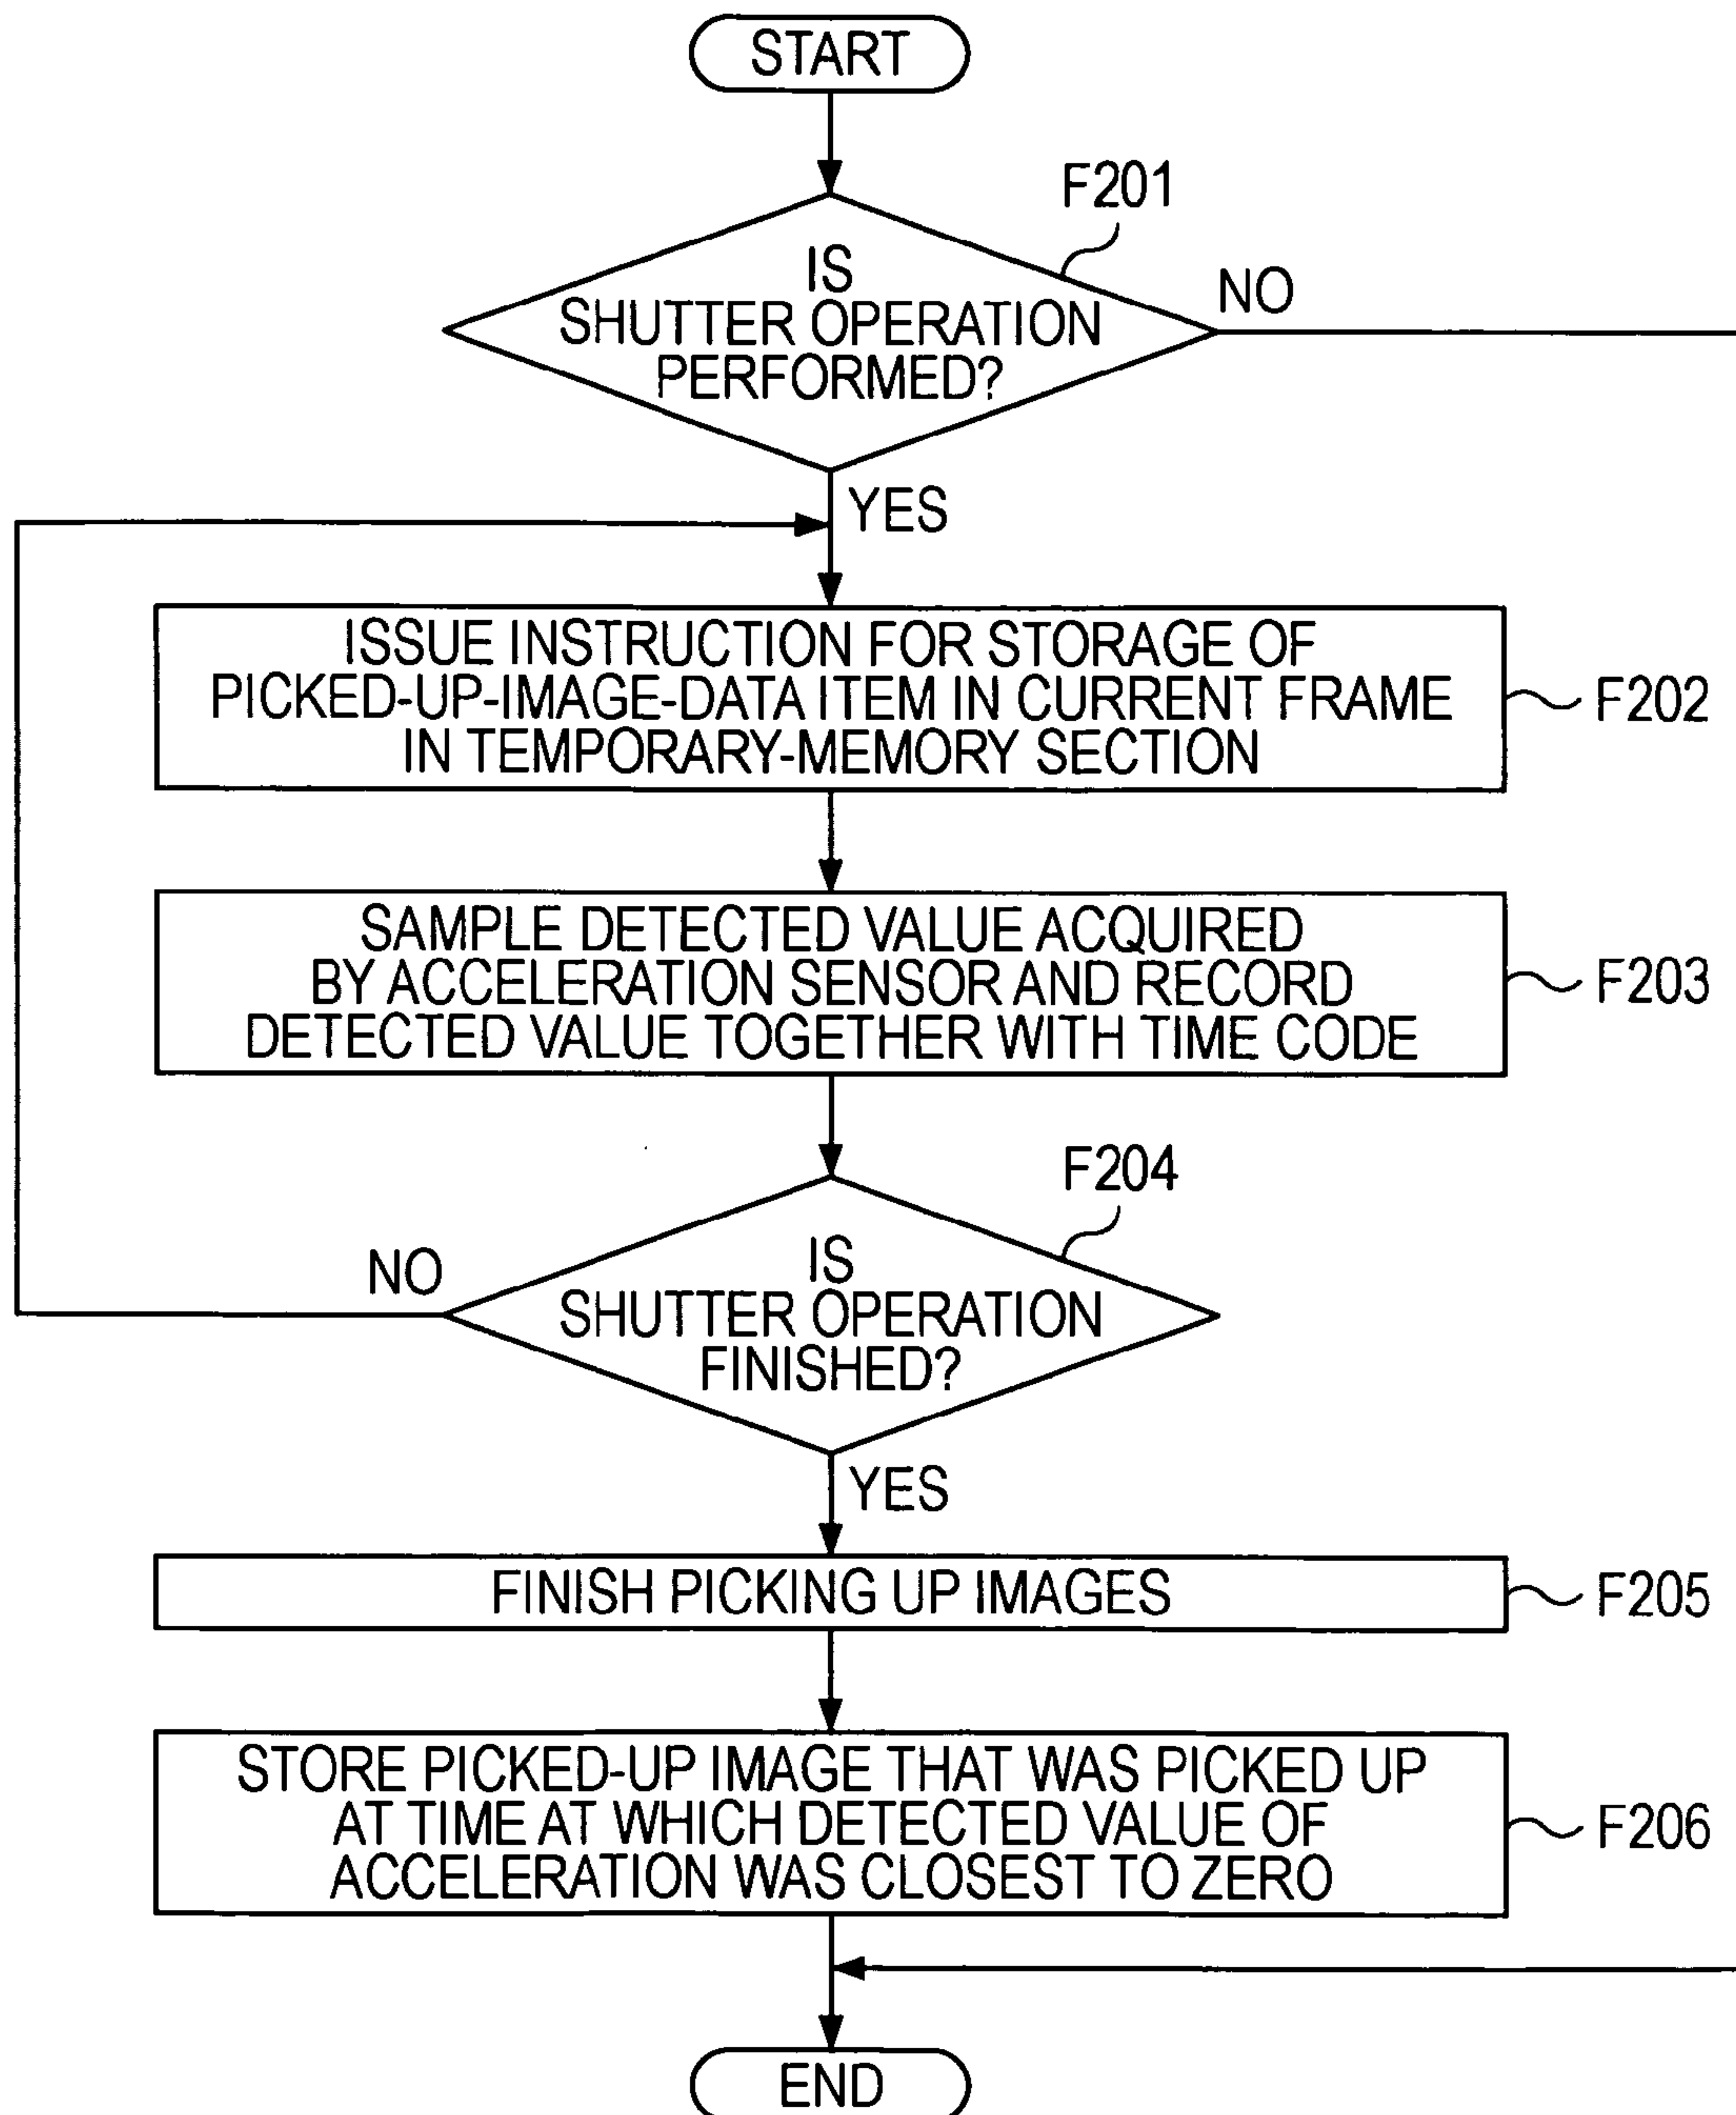 START
F201
IS
SHUTTER OPERATION
PERFORMED?
NO
YES
ISSUE INSTRUCTION FOR STORAGE OF
PICKED-UP-IMAGE-DATA ITEM IN CURRENT FRAME
IN TEMPORARY-MEMORY SECTION
F202
SAMPLE DETECTED VALUE ACQUIRED
BY ACCELERATION SENSOR AND RECORD
DETECTED VALUE TOGETHER WITH TIME CODE
F203
F204
IS
SHUTTER OPERATION
FINISHED?
NO
YES
FINISH PICKING UP IMAGES
F205
STORE PICKED-UP IMAGE THAT WAS PICKED UP
AT TIME AT WHICH DETECTED VALUE OF
ACCELERATION WAS CLOSEST TO ZERO
F206
END